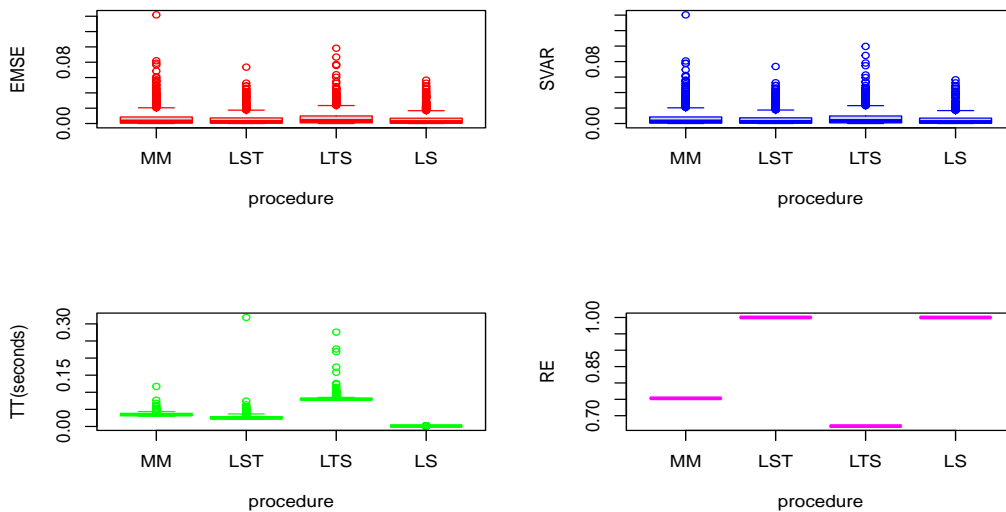 EMSE
0.00 0.08
MM LST LTS LS
procedure
SVAR
0.00 0.08
MM LST LTS LS
procedure
TT(seconds)
0.00 0.15 0.30
MM LST LTS LS
procedure
RE
0.70 0.85 1.00
MM LST LTS LS
procedure